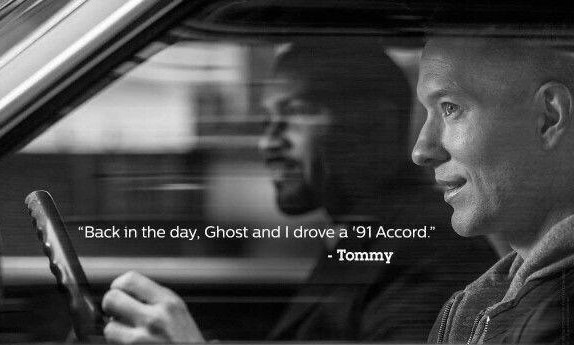 “Back in the day, Ghost and I drove a ’91 Accord.”
- Tommy